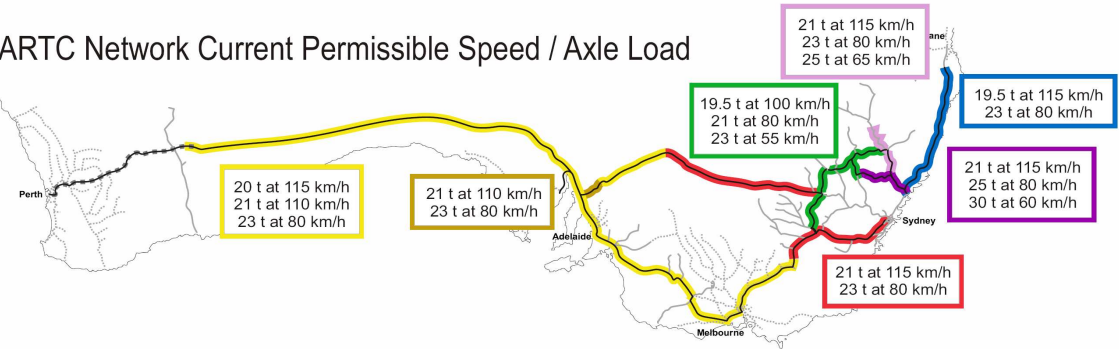 ARTC Network Current Permissible Speed / Axle Load
21 t at 115 km/h
23 t at 80 km/h
25 t at 65 km/h
ane
19.5 t at 100 km/h
21 t at 80 km/h
23 t at 55 km/h
19.5 t at 115 km/h
23 t at 80 km/h
Perth
20 t at 115 km/h
21 t at 110 km/h
23 t at 80 km/h
21 t at 110 km/h
23 t at 80 km/h
21 t at 115 km/h
25 t at 80 km/h
30 t at 60 km/h
Adelaide
Sydney
21 t at 115 km/h
23 t at 80 km/h
Melbourne